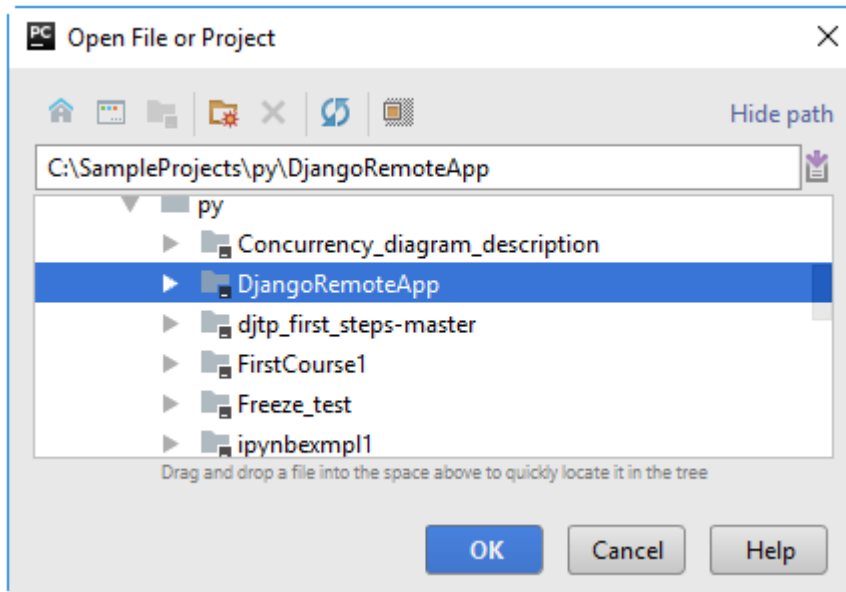 PC Open File or Project
Hide path
C:\SampleProjects\py\DjangoRemoteApp
py
Concurrency_diagram_description
DjangoRemoteApp
djtp_first_steps-master
FirstCourse1
Freeze_test
ipynbexmpl1
Drag and drop a file into the space above to quickly locate it in the tree
OK Cancel Help